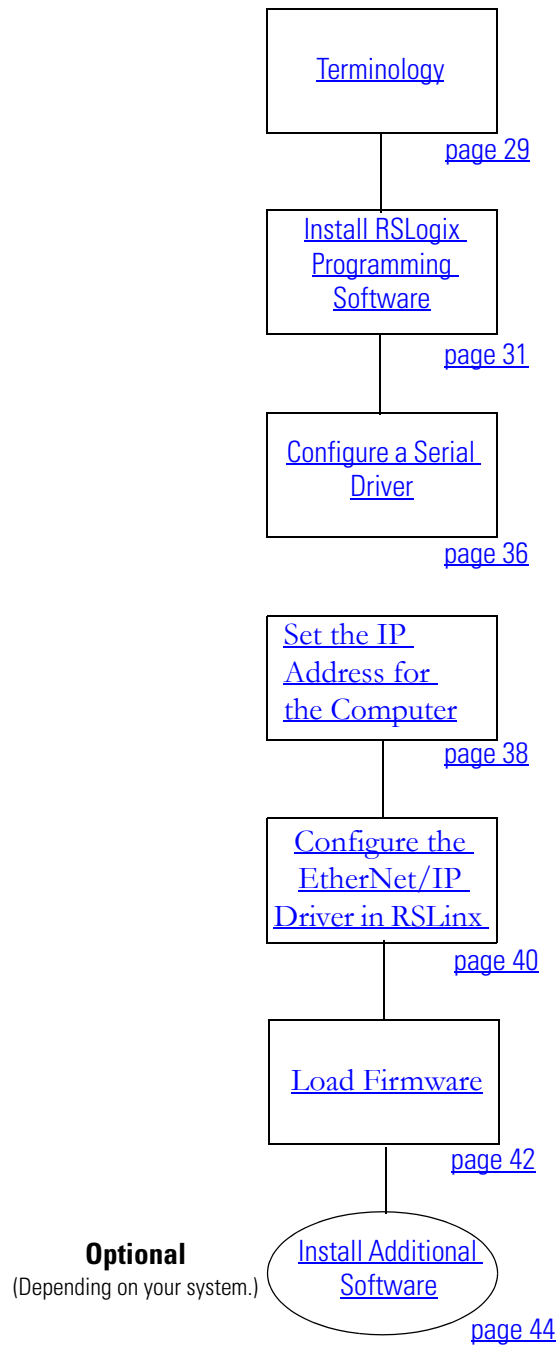 Terminology
page 29
Install RSLogix
Programming
Software
page 31
Configure a Serial
Driver
page 36
Set the IP
Address for
the Computer
page 38
Configure the
EtherNet/IP
Driver in RSLinx
page 40
Load Firmware
page 42
Optional
(Depending on your system.)
Install Additional
Software
page 44